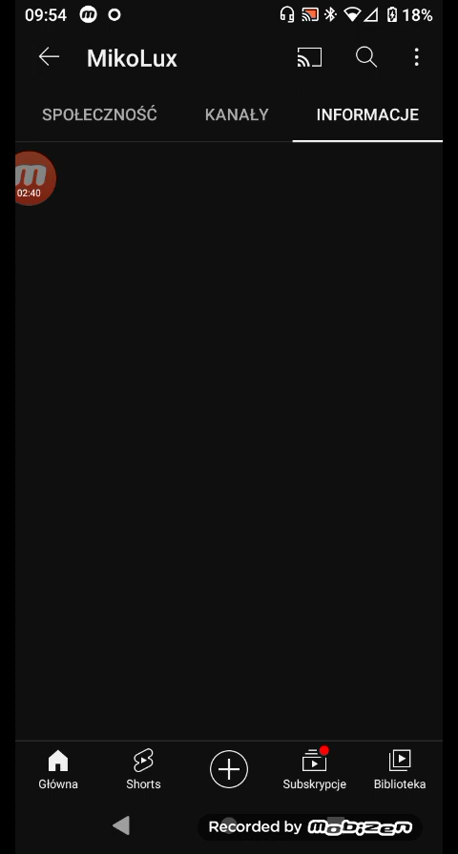 09:54 m 18%
MikoLux
SPOŁECZNOŚĆ KANAŁY INFORMACJE
m
02:40
Główna Shorts Subskrypcje Biblioteka
Recorded by mobizen